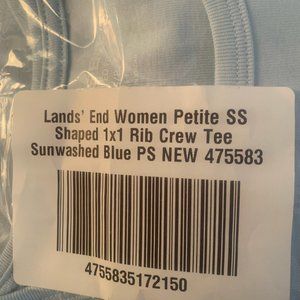 Lands' End Women Petite SS
Shaped 1x1 Rib Crew Tee
Sunwashed Blue PS NEW 475583
4755835172150